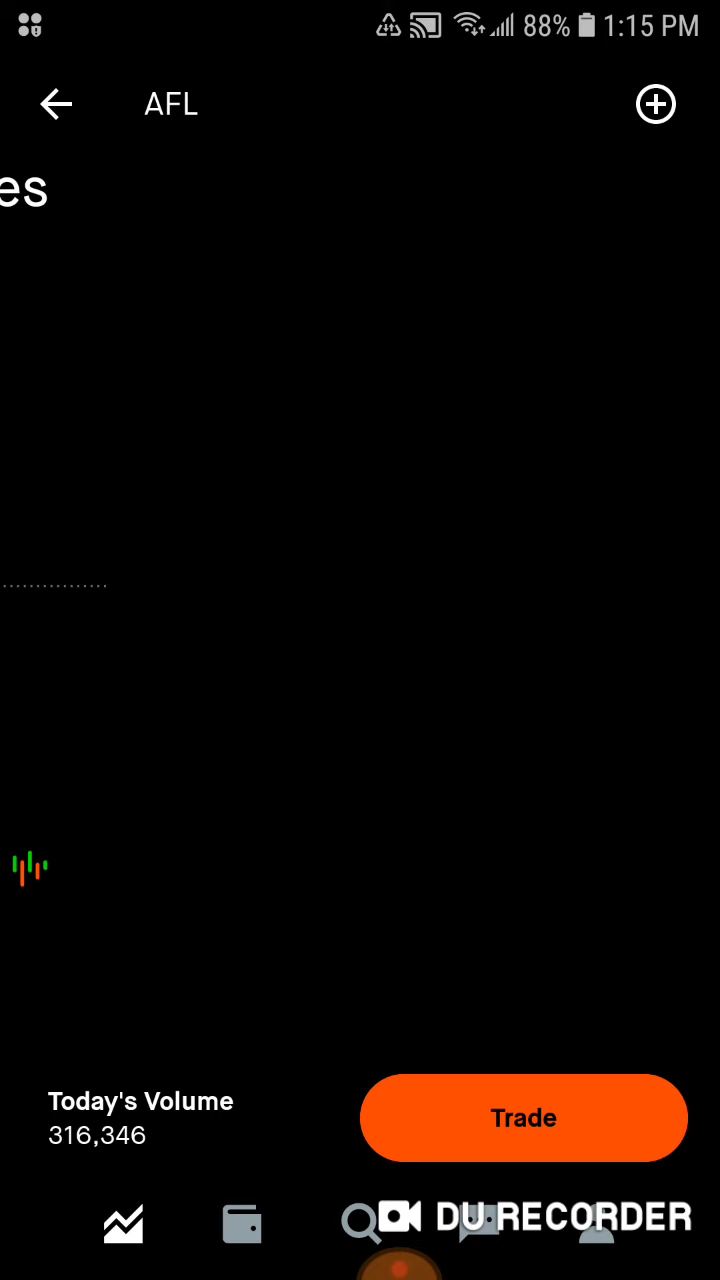 88% 1:15 PM
AFL
es
Today's Volume
316,346
Trade
DU RECORDER